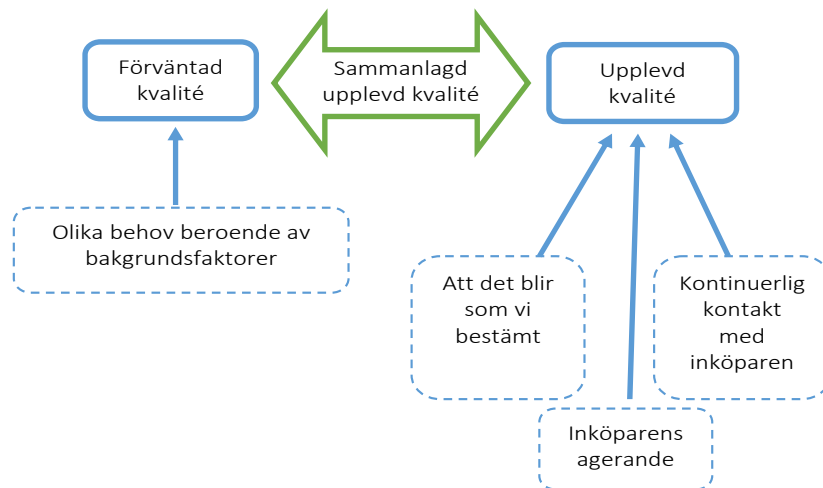 Förväntad
kvalité
Sammanlagd
upplevd kvalité
Upplevd
kvalité
Olika behov beroende av
bakgrundsfaktorer
Att det blir
som vi
bestämt
Kontinuerlig
kontakt
med
inköparen
Inköparens
agerande